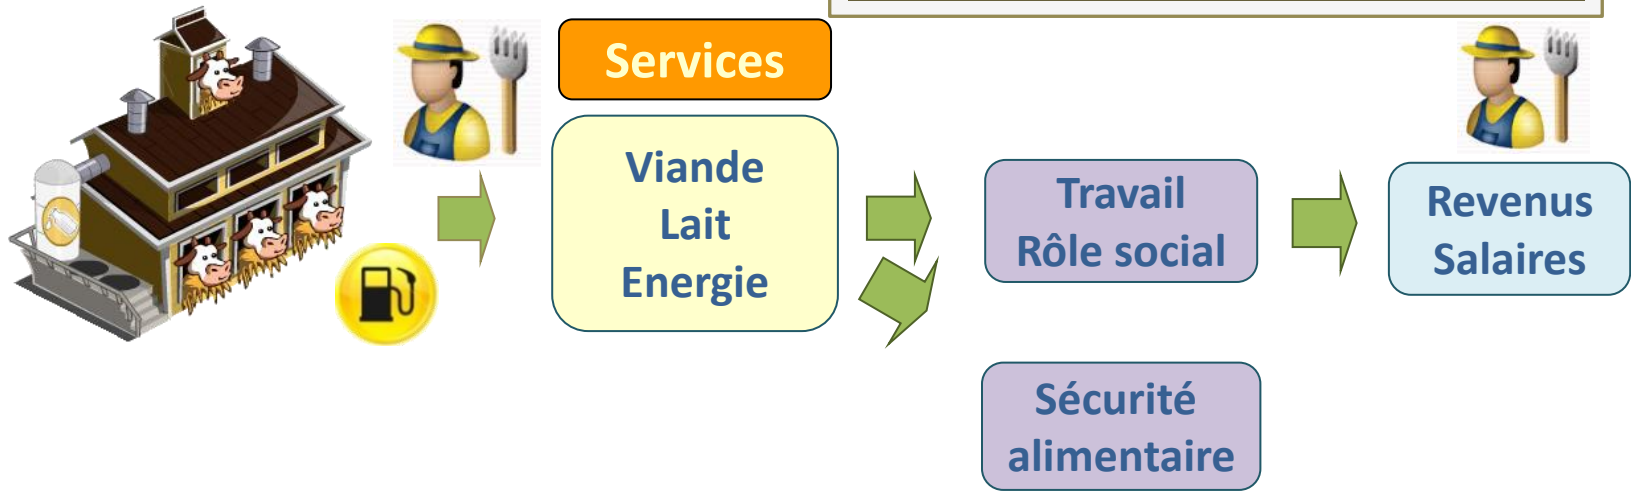 Services
Viande
Lait
Energie
Travail
Rôle social
Revenus
Salaires
Sécurité
alimentaire